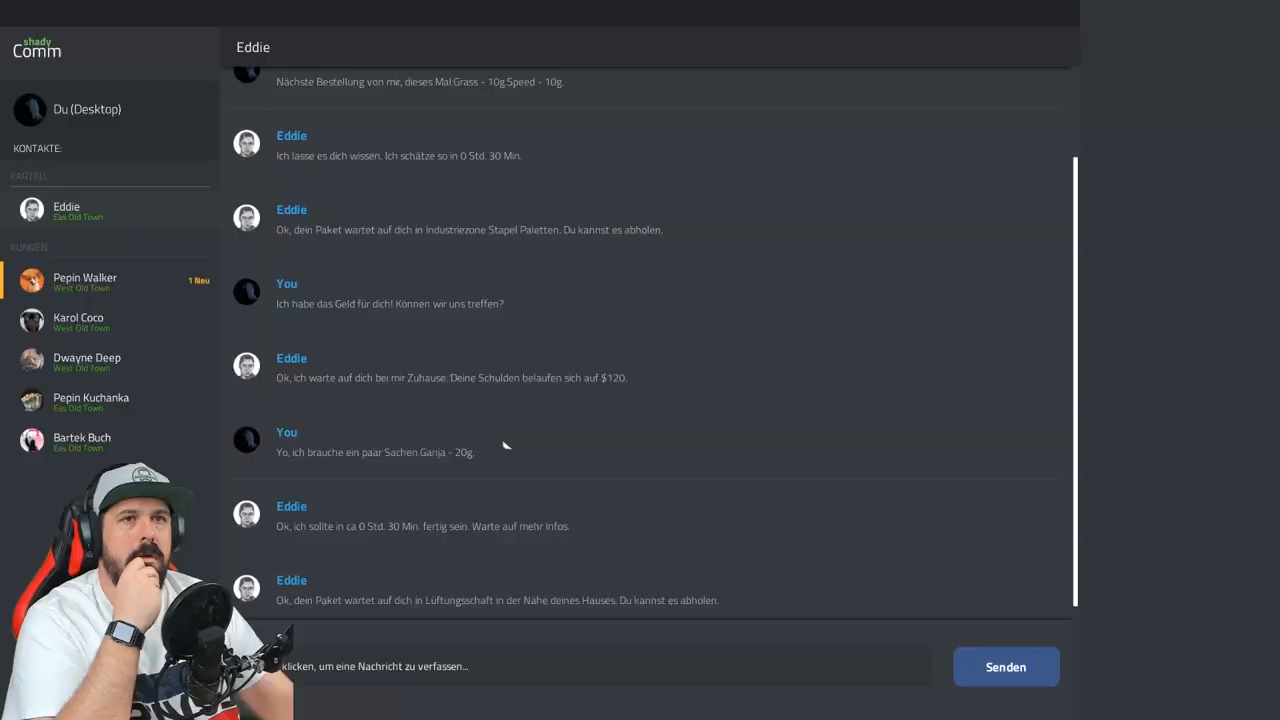 shady
Comm
Eddie
Du (Desktop)
KONTAKTE:
KARTELL
Eddie
Eas Old Town
KUNDEN
Pepin Walker
West Old Town
1 Neu
Karol Coco
West Old Town
Dwayne Deep
West Old Town
Pepin Kuchanka
Eas Old Town
Bartek Buch
Eas Old Town
Nächste Bestellung von mir, dieses Mal:Grass - 10g.Speed - 10g.
Eddie
Ich lasse es dich wissen. Ich schätze so in 0 Std. 30 Min.
Eddie
Ok, dein Paket wartet auf dich in Industriezone Stapel Paletten. Du kannst es abholen.
You
Ich habe das Geld für dich! Können wir uns treffen?
Eddie
Ok, ich warte auf dich bei mir Zuhause. Deine Schulden belaufen sich auf $120.
You
Yo, ich brauche ein paar Sachen.Ganja - 20g.
Eddie
Ok, ich sollte in ca 0 Std. 30 Min. fertig sein. Warte auf mehr Infos.
Eddie
Ok, dein Paket wartet auf dich in Lüftungsschaft in der Nähe deines Hauses. Du kannst es abholen.
klicken, um eine Nachricht zu verfassen...
Senden